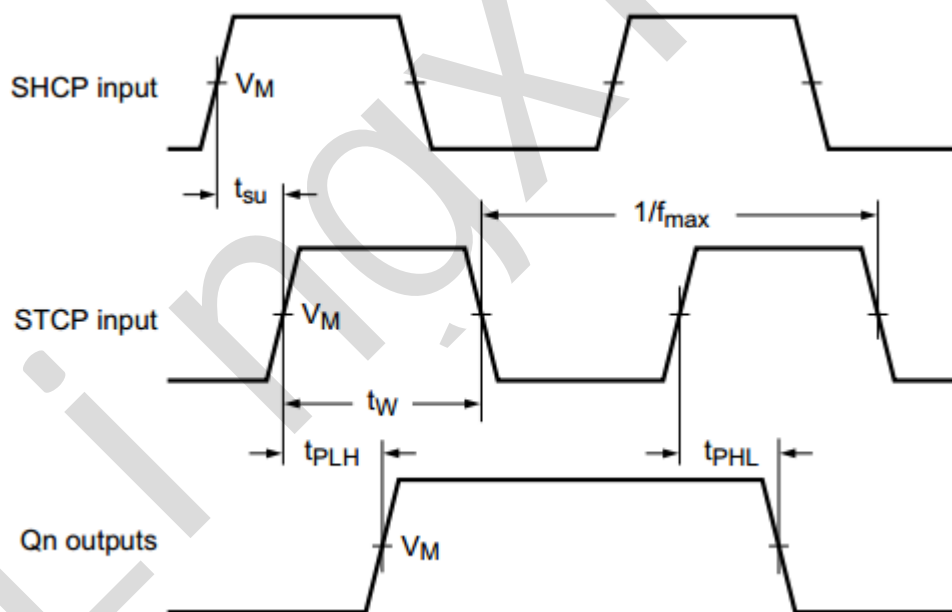 SHCP input
VM
tsu
1/fmax
STCP input
VM
tW
tPLH
tPHL
Qn outputs
VM